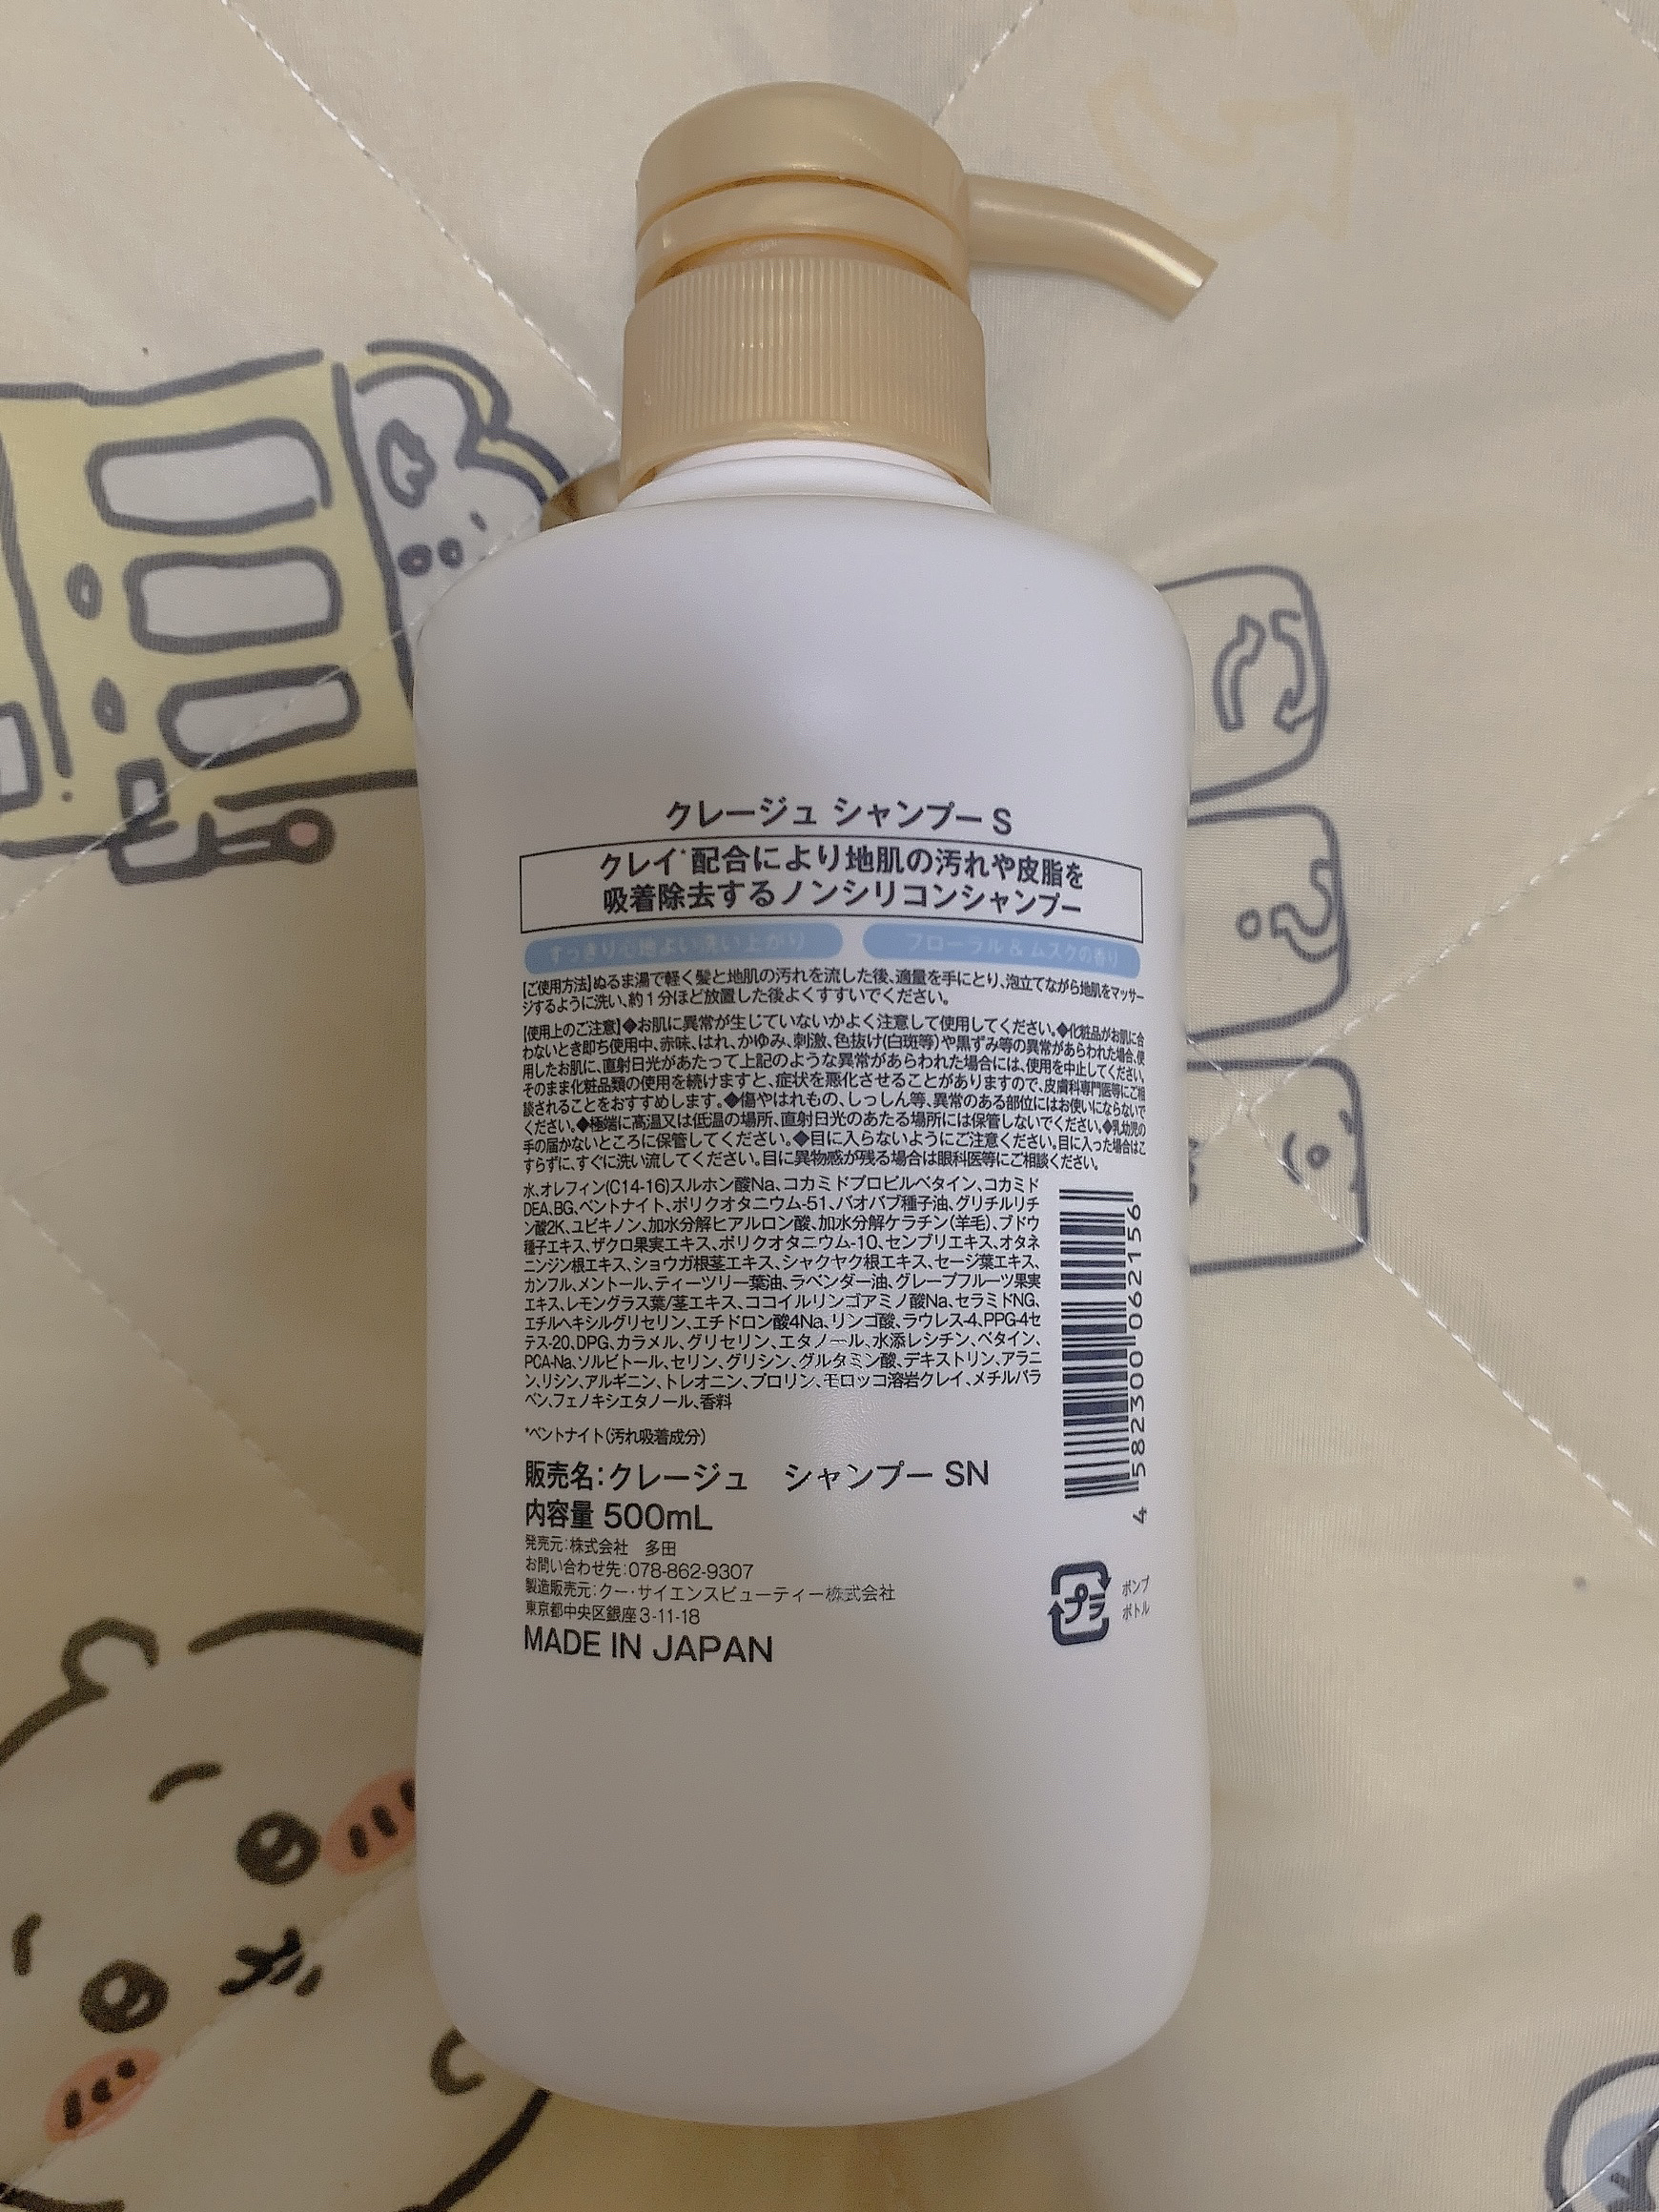 クレージュ シャンプー S
クレイ*配合により地肌の汚れや皮脂を
吸着除去するノンシリコンシャンプー
すっきり心地よい洗い上がり フローラル & ムスクの香り
【ご使用方法】ぬるま湯で軽く髪と地肌の汚れを流した後、適量を手にとり、泡立てながら地肌をマッサー
ジするように洗い、約1分ほど放置した後よくすすいでください。
【使用上のご注意】◆お肌に異常が生じていないかよく注意して使用してください。◆化粧品がお肌に合
わないとき即ち使用中、赤味、はれ、かゆみ、刺激、色抜け(白斑等)や黒ずみ等の異常があらわれた場合、使
用したお肌に、直射日光があたって上記のような異常があらわれた場合には、使用を中止してください。
そのまま化粧品類の使用を続けますと、症状を悪化させることがありますので、皮膚科専門医等にご相
談されることをおすすめします。◆傷やはれもの、しっしん等、異常のある部位にはお使いにならないで
ください。◆極端に高温又は低温の場所、直射日光のあたる場所には保管しないでください。◆乳幼児の
手の届かないところに保管してください。◆目に入らないようにご注意ください。目に入った場合はこ
すらずに、すぐに洗い流してください。目に異物感が残る場合は眼科医等にご相談ください。
水、オレフィン(C14-16)スルホン酸Na、コカミドプロピルベタイン、コカミド
DEA、BG、ベントナイト、ポリクオタニウム-51、バオバブ種子油、グリチルリチ
ン酸2K、ユビキノン、加水分解ヒアルロン酸、加水分解ケラチン(羊毛)、ブドウ
種子エキス、ザクロ果実エキス、ポリクオタニウム-10、センブリエキス、オタネ
ニンジン根エキス、ショウガ根茎エキス、シャクヤク根エキス、セージ葉エキス、
カンフル、メントール、ティーツリー葉油、ラベンダー油、グレープフルーツ果実
エキス、レモングラス葉/茎エキス、ココイルリンゴアミノ酸Na、セラミドNG、
エチルヘキシルグリセリン、エチドロン酸4Na、リンゴ酸、ラウレス-4、PPG-4セ
テス-20、DPG、カラメル、グリセリン、エタノール、水添レシチン、ベタイン、
PCA-Na、ソルビトール、セリン、グリシン、グルタミン酸、デキストリン、アラニ
ン、リシン、アルギニン、トレオニン、プロリン、モロッコ溶岩クレイ、メチルパラ
ベン、フェノキシエタノール、香料
*ベントナイト(汚れ吸着成分)
販売名:クレージュ シャンプー SN
内容量 500mL
発売元:株式会社 多田
お問い合わせ先:078-862-9307
製造販売元:クー・サイエンスビューティー株式会社
東京都中央区銀座3-11-18
MADE IN JAPAN
4 582300 062156
プラ
ポンプ
ボトル